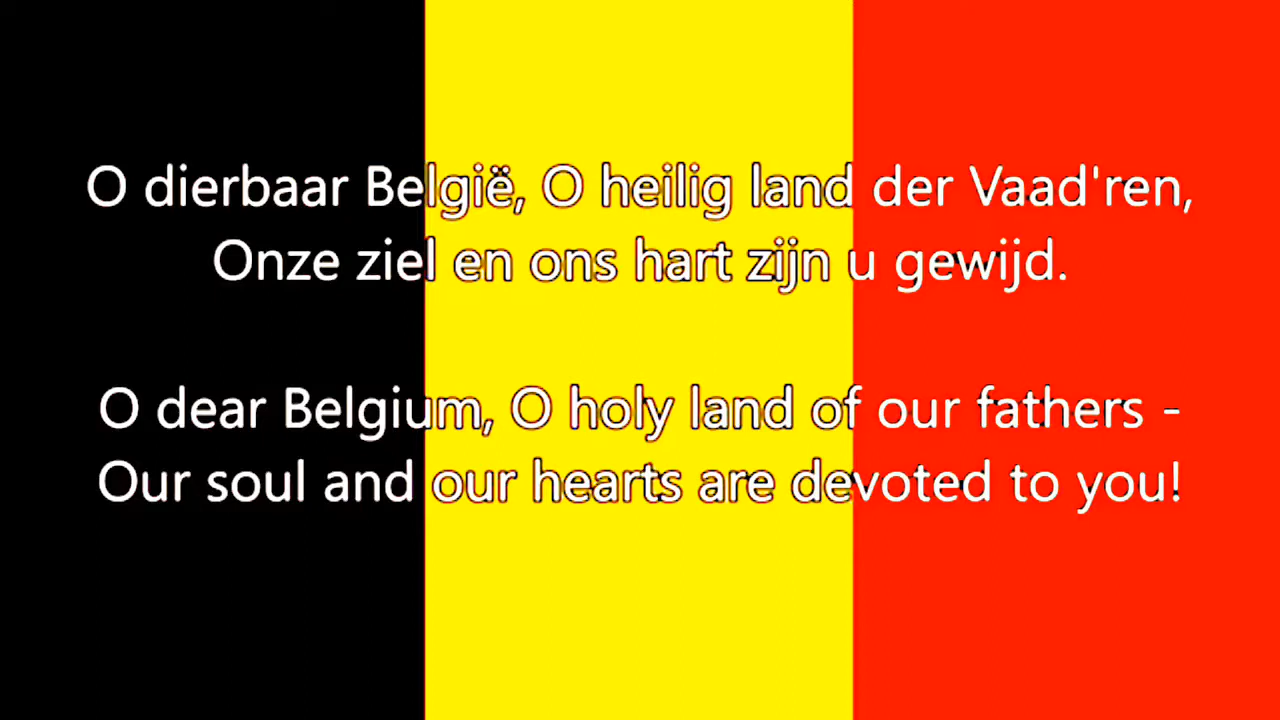 O dierbaar België, O heilig land der Vaad'ren,
Onze ziel en ons hart zijn u gewijd.
O dear Belgium, O holy land of our fathers -
Our soul and our hearts are devoted to you!